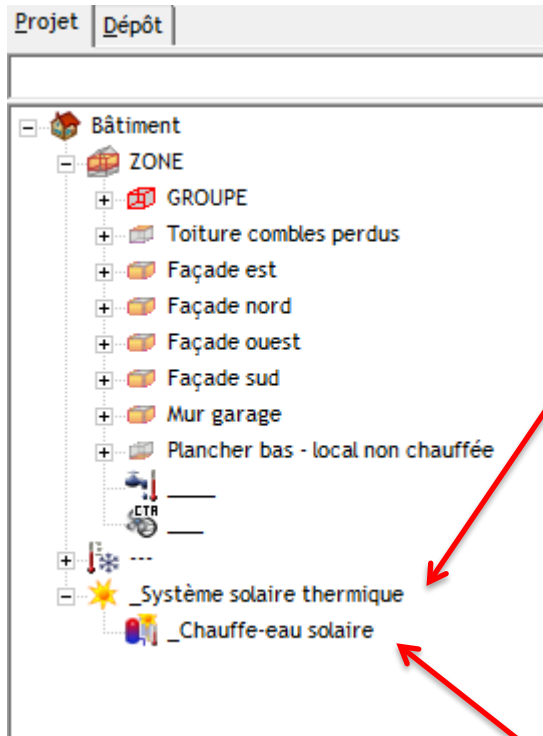 Projet Dépôt
Bâtiment
ZONE
GROUPE
Toiture combles perdus
Façade est
Façade nord
Façade ouest
Façade sud
Mur garage
Plancher bas - local non chauffée
____
CTA ___
---
_Système solaire thermique
_Chauffe-eau solaire